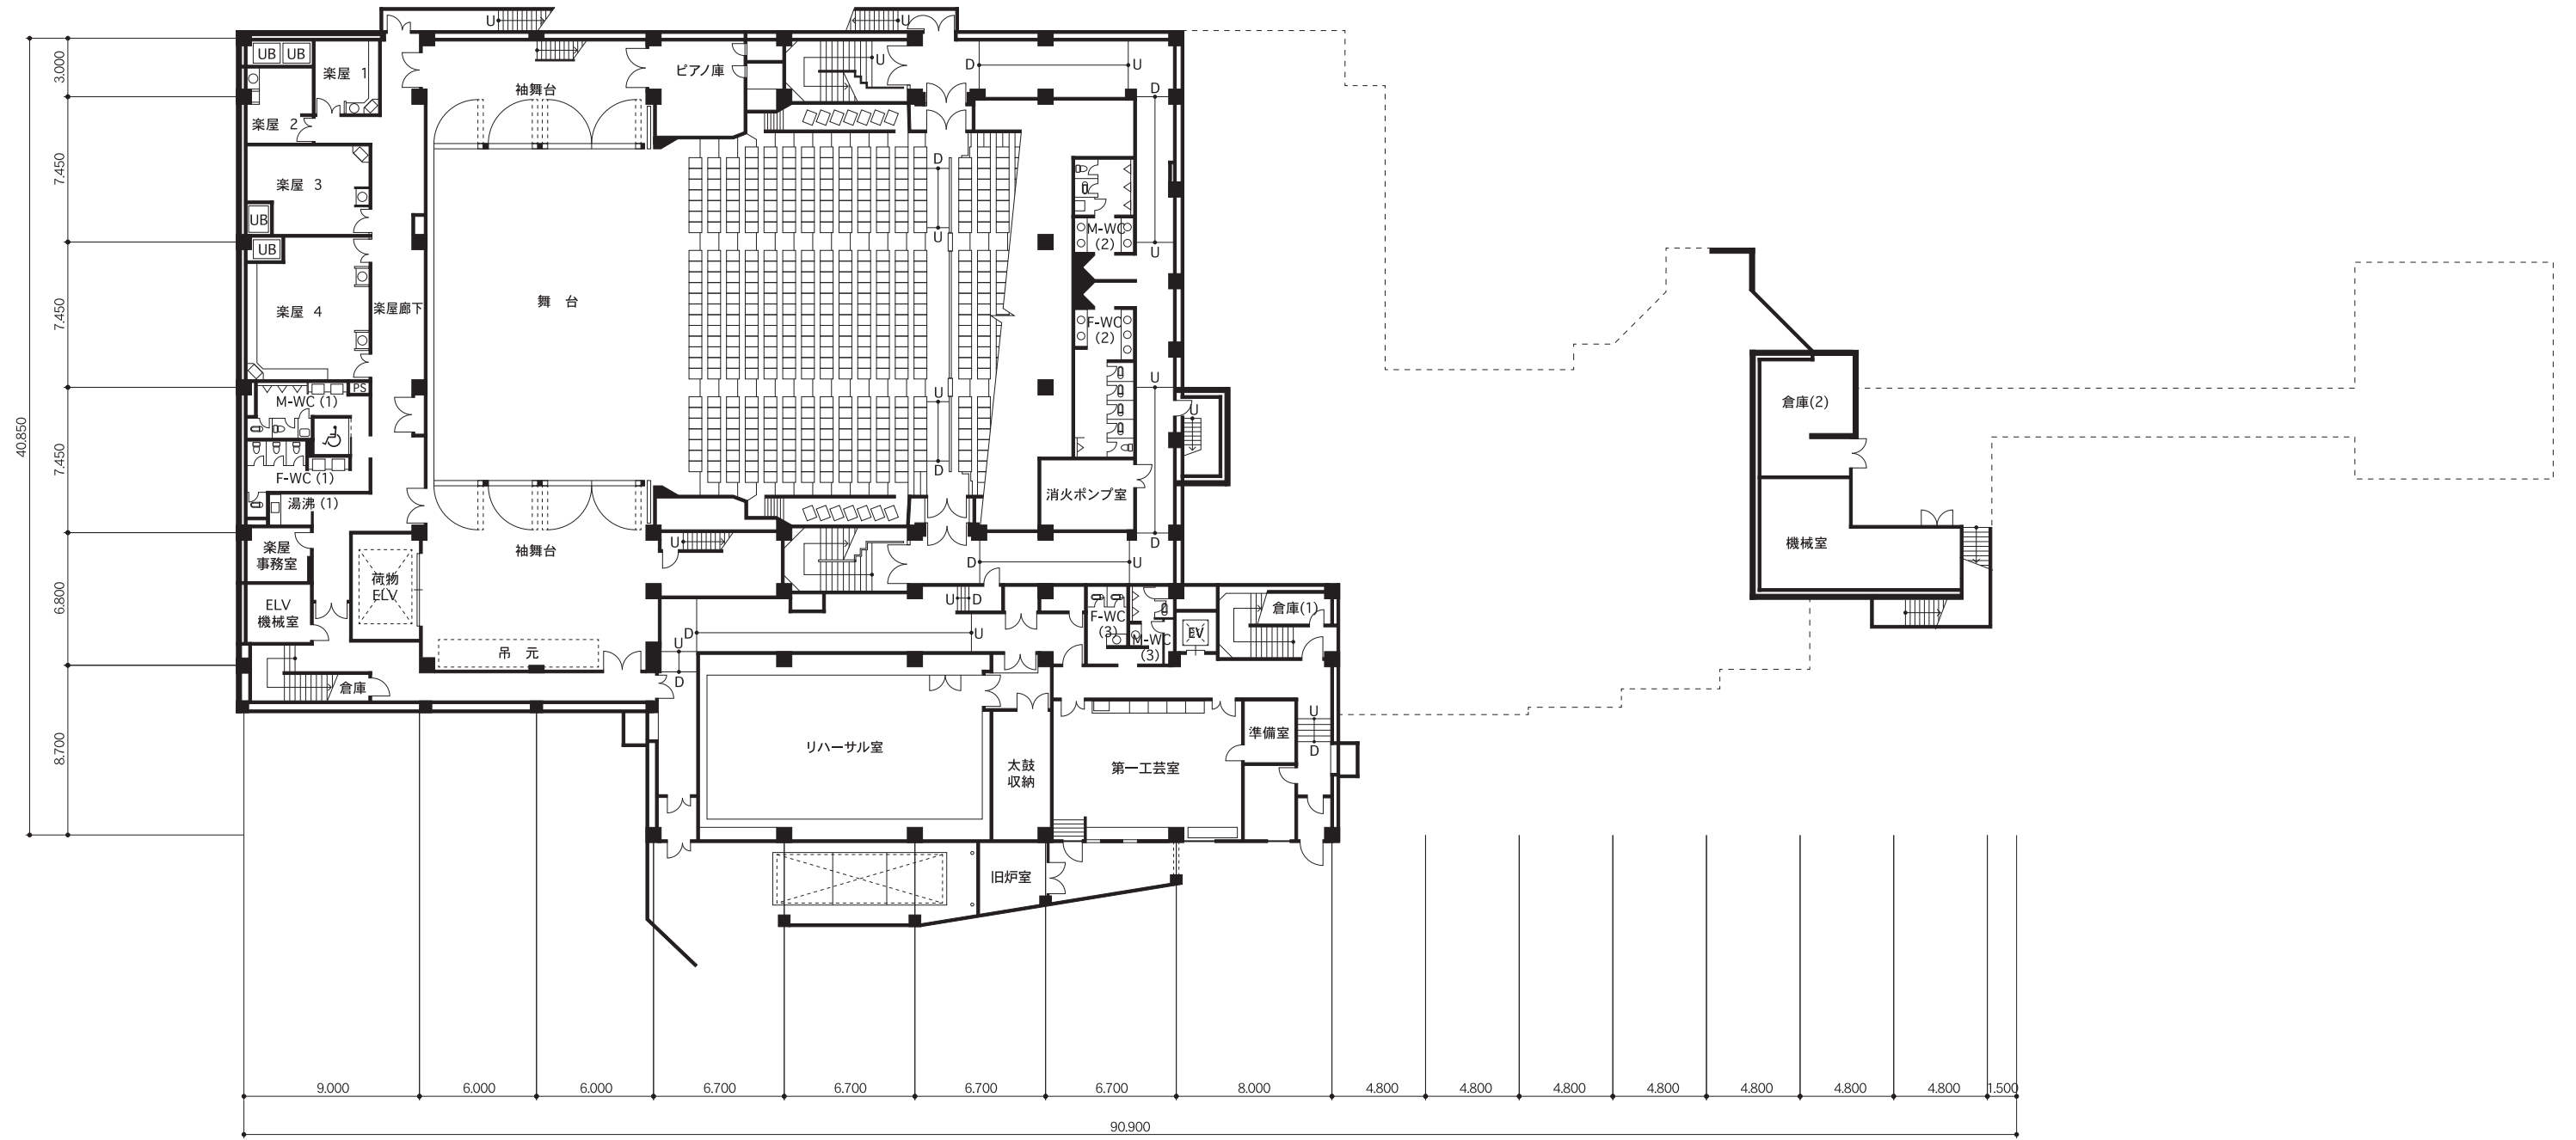 U
U
UB
UB
楽屋 1
ピアノ庫
U
D
U
3.000
袖舞台
楽屋 2
D
7.450
楽屋 3
UB
D
U
M-WC
(2)
U
UB
楽屋 4
楽屋廊下
舞 台
7.450
F-WC
(2)
U
PS
M-WC (1)
U
U
倉庫(2)
40.850
7.450
F-WC (1)
D
湯沸 (1)
消火ポンプ室
楽屋
事務室
袖舞台
U
D
機械室
D
U
荷物
ELV
6.800
ELV
機械室
U
D
F-WC
(3)
M-WC
(3)
EV
倉庫(1)
D
U
U
吊 元
D
倉庫
U
D
8.700
リハーサル室
太鼓
収納
第一工芸室
準備室
旧炉室
9.000
6.000
6.000
6.700
6.700
6.700
6.700
8.000
4.800
4.800
4.800
4.800
4.800
4.800
4.800
1.500
90.900